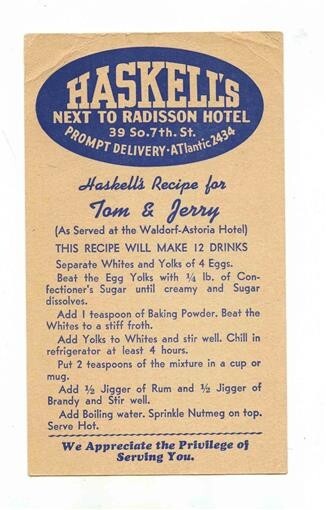 HASKELL's
NEXT TO RADISSON HOTEL
39 So. 7th. St.
PROMPT DELIVERY - ATlantic 2434
Haskell's Recipe for
Tom & Jerry
(As Served at the Waldorf-Astoria Hotel)
THIS RECIPE WILL MAKE 12 DRINKS
Separate Whites and Yolks of 4 Eggs.
Beat the Egg Yolks with ¼ lb. of Con-
fectioner's Sugar until creamy and Sugar
dissolves.
Add 1 teaspoon of Baking Powder. Beat the
Whites to a stiff froth.
Add Yolks to Whites and stir well. Chill in
refrigerator at least 4 hours.
Put 2 teaspoons of the mixture in a cup or
mug.
Add ½ Jigger of Rum and ½ Jigger of
Brandy and Stir well.
Add Boiling water. Sprinkle Nutmeg on top.
Serve Hot.
We Appreciate the Privilege of
Serving You.